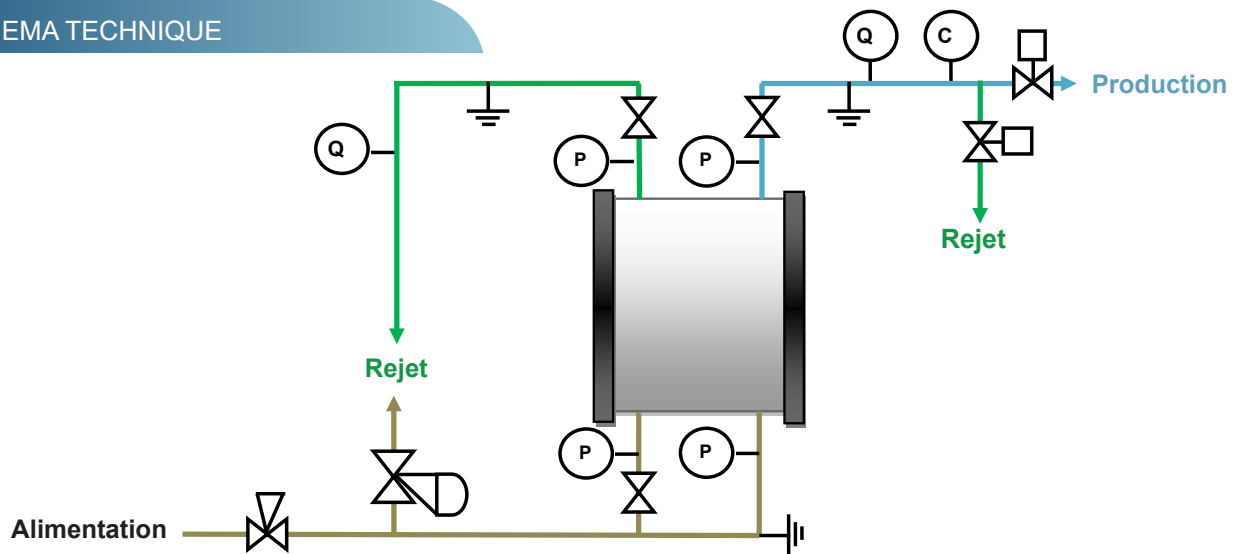 EMA TECHNIQUE
Q
C
Production
Q
P
P
Rejet
Rejet
P
P
Alimentation